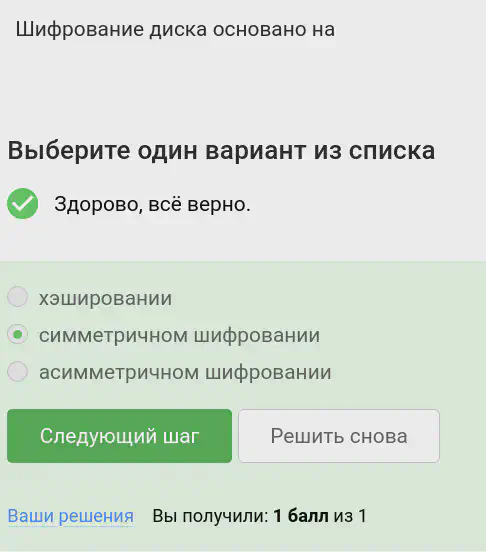 Шифрование диска основано на
Выберите один вариант из списка
Здорово, всё верно.
хэшировании
симметричном шифровании
асимметричном шифровании
Следующий шаг
Решить снова
Ваши решения Вы получили: 1 балл из 1